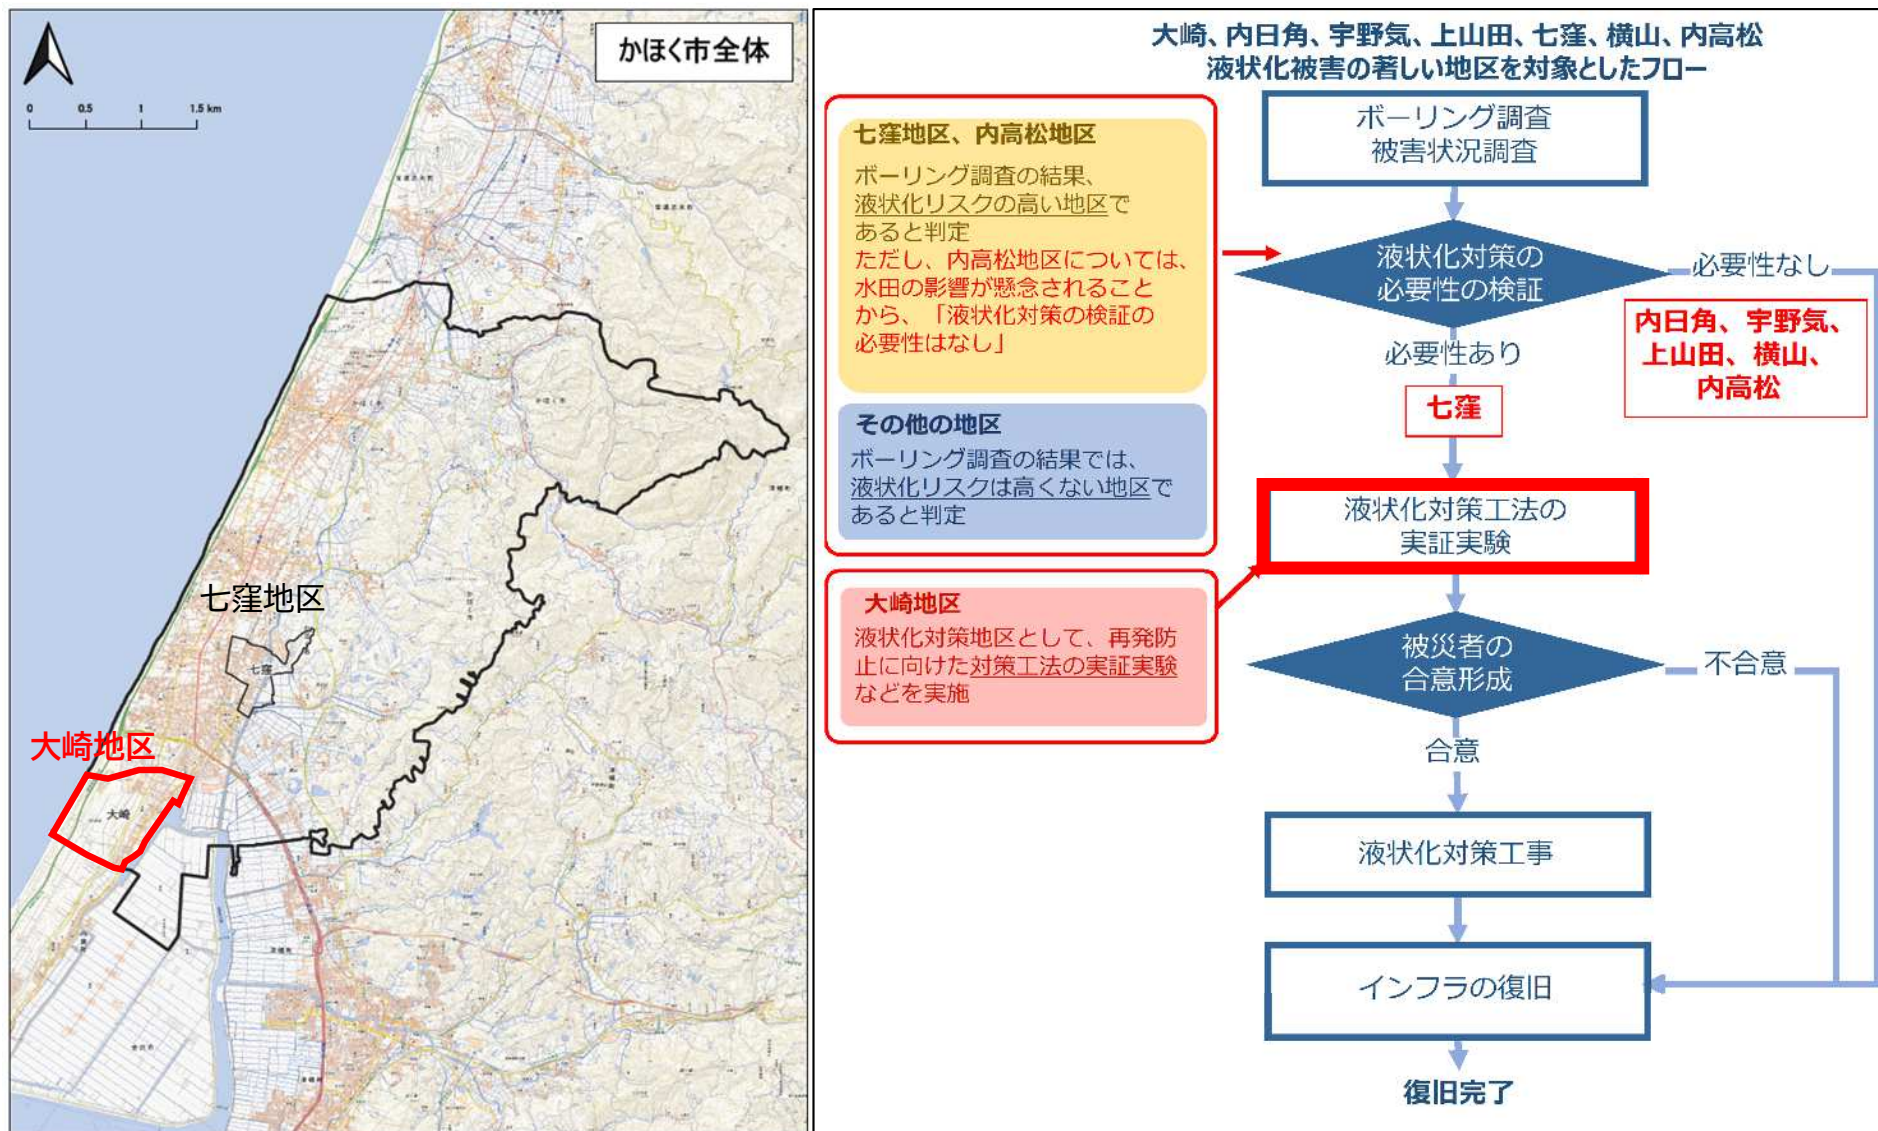 かほく市全体
0 0.5 1 1.5 km
七窪地区
七窪
大崎地区
大崎
かほく市
津幡町
内灘町
大崎、内日角、宇野気、上山田、七窪、横山、内高松
液状化被害の著しい地区を対象としたフロー
七窪地区、内高松地区
ボーリング調査の結果、
液状化リスクの高い地区で
あると判定
ただし、内高松地区については、
水田の影響が懸念されること
から、「液状化対策の検証の
必要性はなし」
その他の地区
ボーリング調査の結果では、
液状化リスクは高くない地区で
あると判定
大崎地区
液状化対策地区として、再発防
止に向けた対策工法の実証実験
などを実施
ボーリング調査
被害状況調査
液状化対策の
必要性の検証
必要性なし
内日角、宇野気、
上山田、横山、
内高松
必要性あり
七窪
液状化対策工法の
実証実験
被災者の
合意形成
不合意
合意
液状化対策工事
インフラの復旧
復旧完了